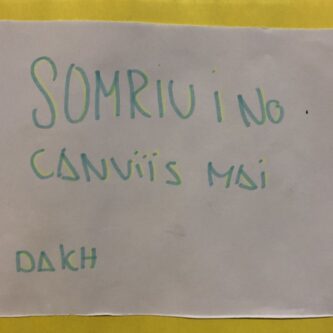 SOMRIU i NO
CANVIÏS MAI
DAKH